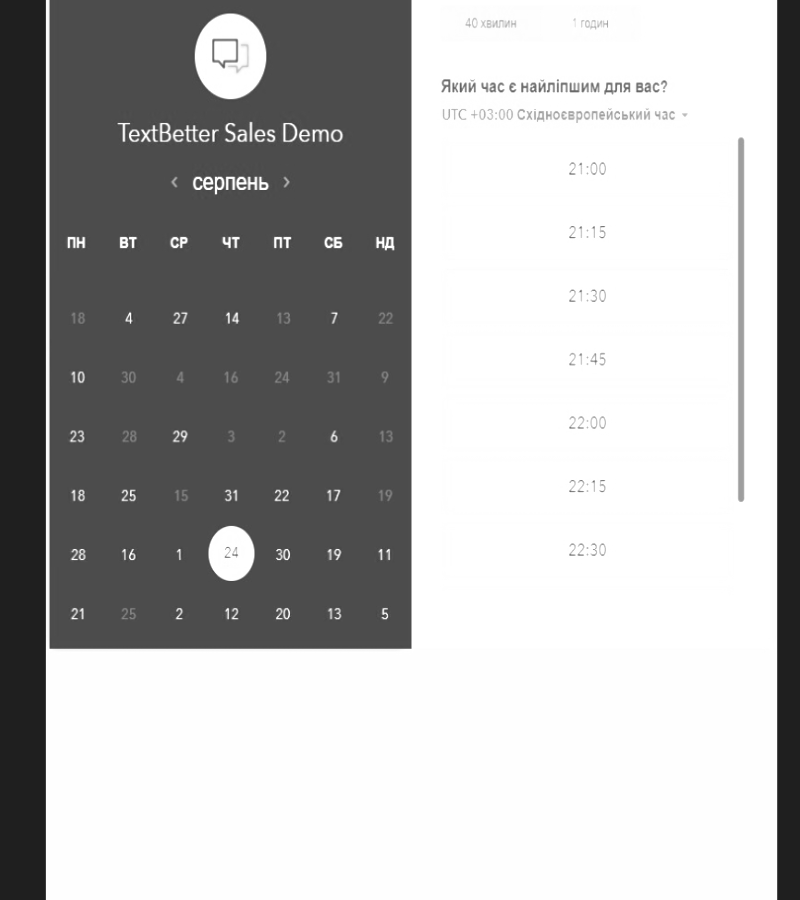 TextBetter Sales Demo
‹ серпень ›
ПН ВТ СР ЧТ ПТ СБ НД
18 4 27 14 13 7 22
10 30 4 16 24 31 9
23 28 29 3 2 6 13
18 25 15 31 22 17 19
28 16 1 24 30 19 11
21 25 2 12 20 13 5
40 хвилин 1 годин
Який час є найліпшим для вас?
UTC +03:00 Східноєвропейський час
21:00
21:15
21:30
21:45
22:00
22:15
22:30